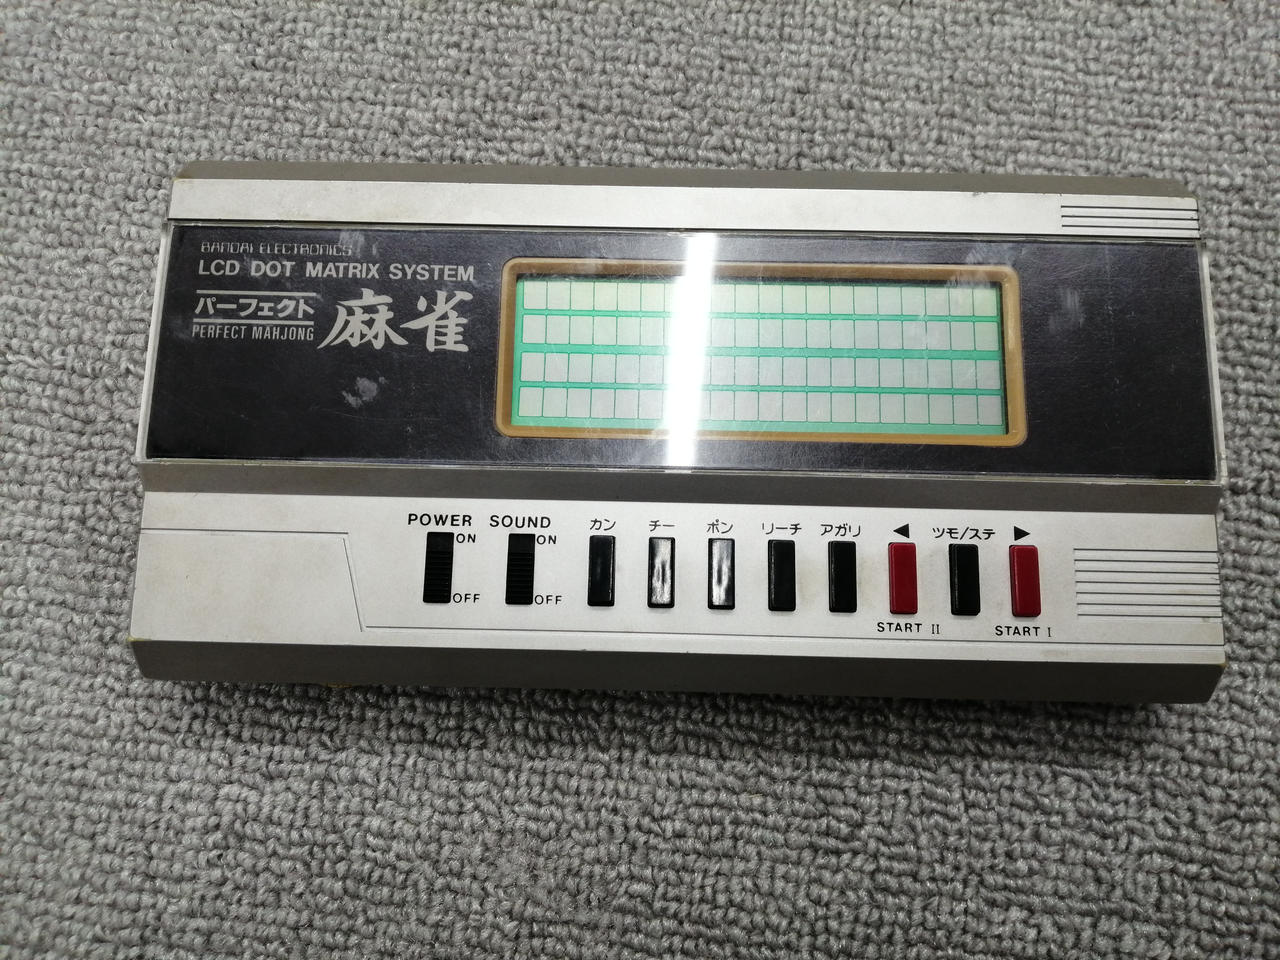 BANDAI ELECTRONICS
LCD DOT MATRIX SYSTEM
パーフェクト 麻雀
PERFECT MAHJONG
POWER SOUND カン チー ポン リーチ アガリ ◀ ツモ/ステ ▶
ON ON
OFF OFF
START II START I